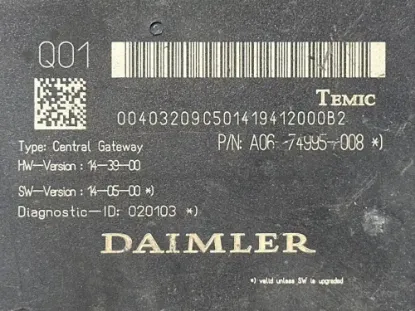 Q01
TEMIC
00403209C501419412000B2
P/N: A06-74995-008 *)
Type: Central Gateway
HW-Version: 14-39-00
SW-Version: 14-05-00 *)
Diagnostic-ID: 020103 *)
DAIMLER
*) valid unless SW is upgraded